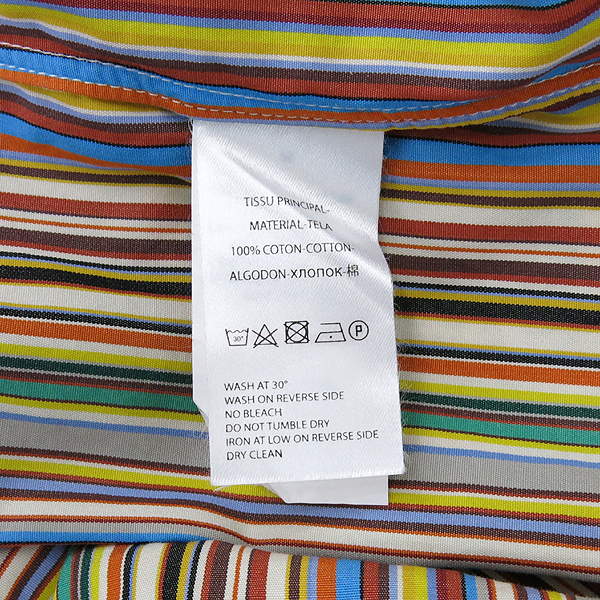 TISSU PRINCIPAL-
MATERIAL-TELA
100% COTON-COTTON-
ALGODON-ХЛОПОК-棉
30° P
WASH AT 30°
WASH ON REVERSE SIDE
NO BLEACH
DO NOT TUMBLE DRY
IRON AT LOW ON REVERSE SIDE
DRY CLEAN